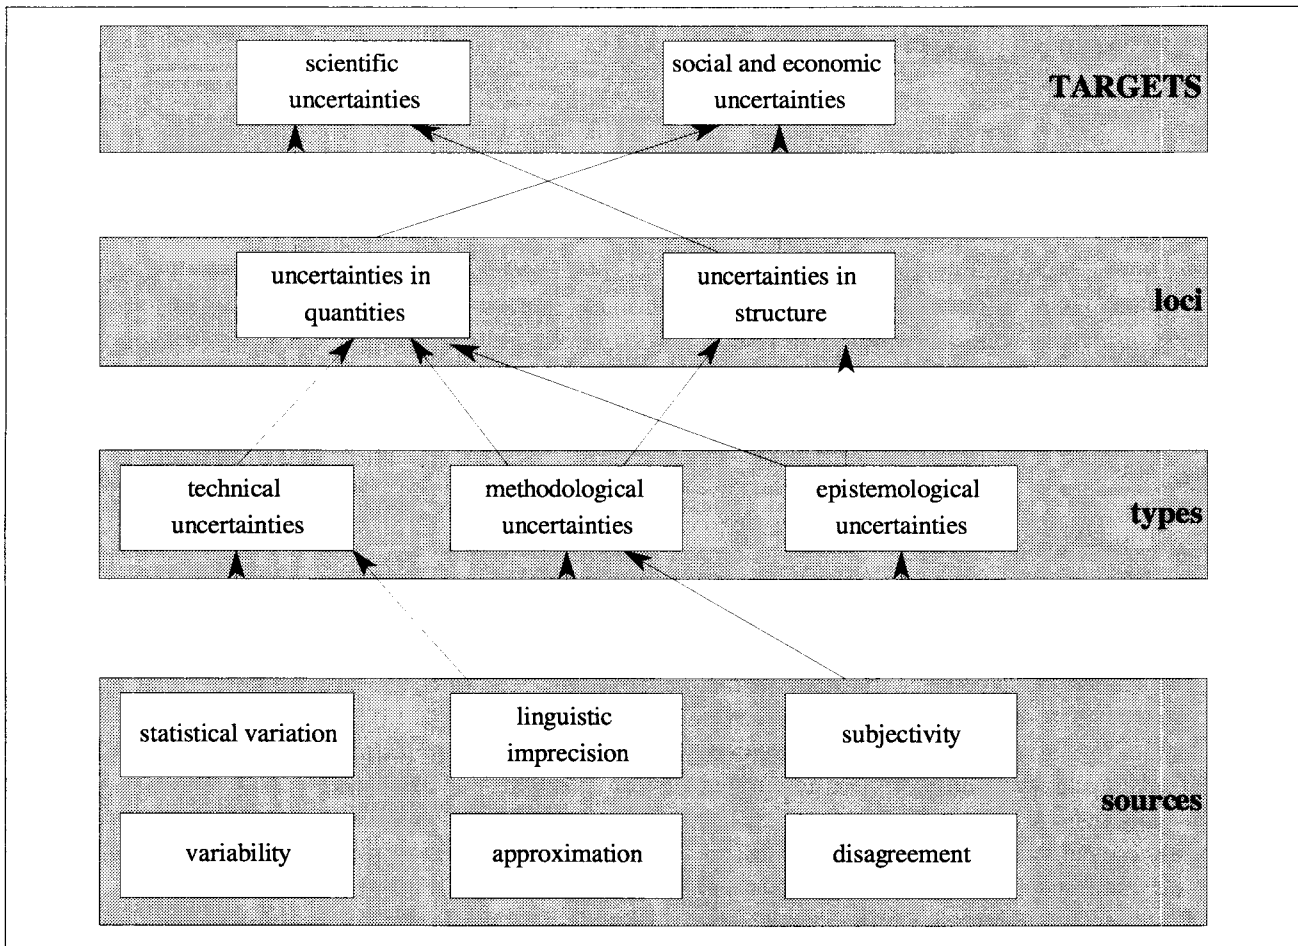 scientific
uncertainties
social and economic
uncertainties
TARGETS
uncertainties in
quantities
uncertainties in
structure
loci
technical
uncertainties
methodological
uncertainties
epistemological
uncertainties
types
statistical variation
linguistic
imprecision
subjectivity
sources
variability
approximation
disagreement